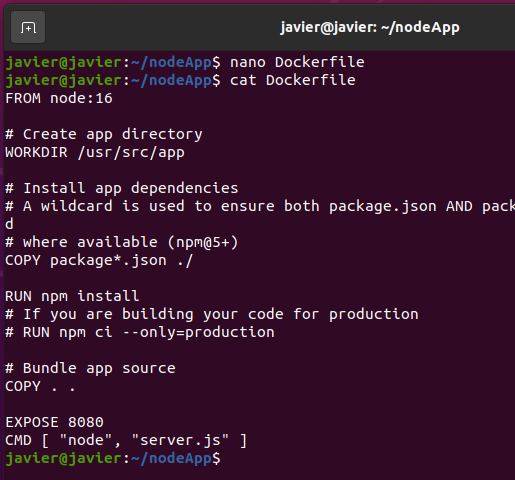 javier@javier: ~/nodeApp
javier@javier:~/nodeApp$ nano Dockerfile
javier@javier:~/nodeApp$ cat Dockerfile
FROM node:16
# Create app directory
WORKDIR /usr/src/app
# Install app dependencies
# A wildcard is used to ensure both package.json AND pack
d
# where available (npm@5+)
COPY package*.json ./
RUN npm install
# If you are building your code for production
# RUN npm ci --only=production
# Bundle app source
COPY . .
EXPOSE 8080
CMD [ "node", "server.js" ]
javier@javier:~/nodeApp$